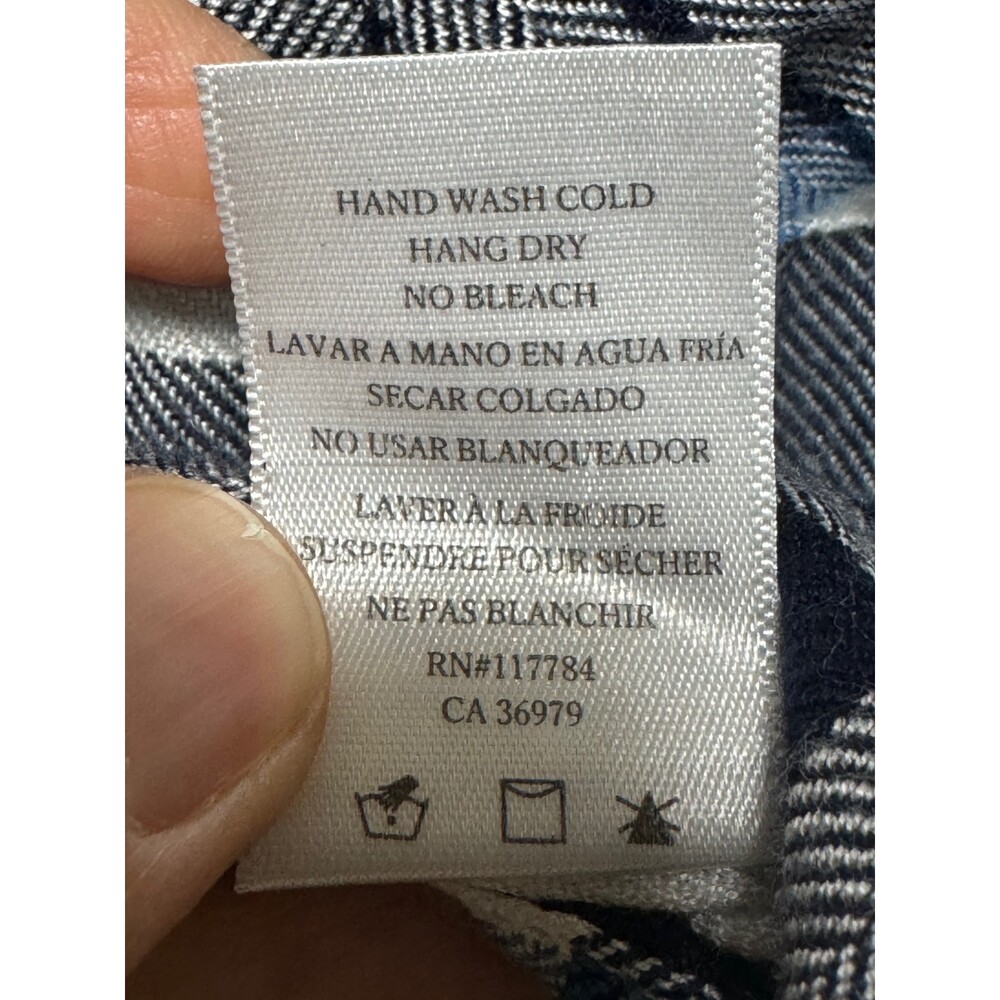 HAND WASH COLD
HANG DRY
NO BLEACH
LAVAR A MANO EN AGUA FRÍA
SECAR COLGADO
NO USAR BLANQUEADOR
LAVER À LA FROIDE
SUSPENDRE POUR SÉCHER
NE PAS BLANCHIR
RN#117784
CA 36979